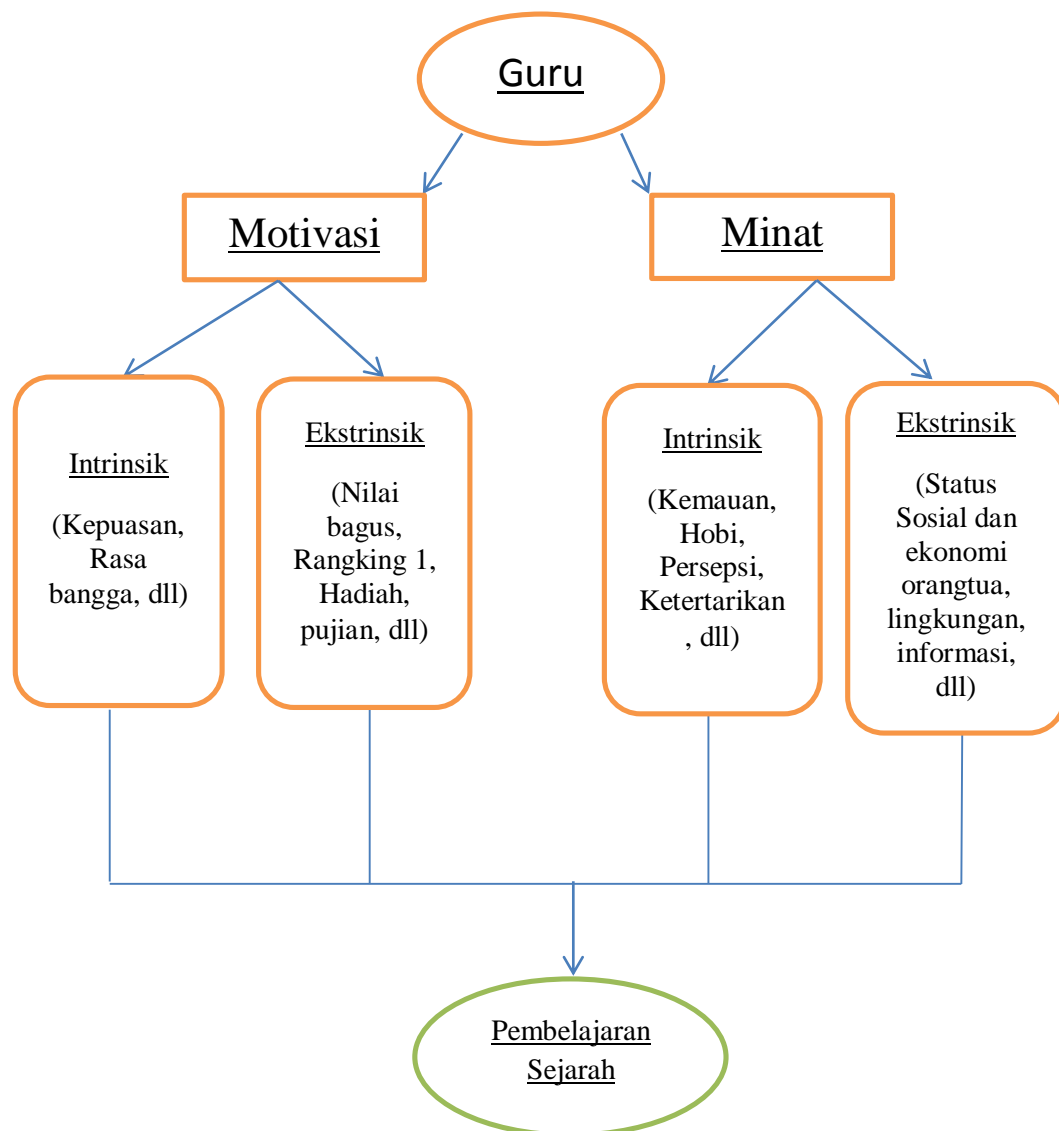 Guru
Motivasi
Minat
Intrinsik
(Kepuasan,
Rasa
bangga, dll)
Ekstrinsik
(Nilai
bagus,
Rangking 1,
Hadiah,
pujian, dll)
Intrinsik
(Kemauan,
Hobi,
Persepsi,
Ketertarikan
, dll)
Ekstrinsik
(Status
Sosial dan
ekonomi
orangtua,
lingkungan,
informasi,
dll)
Pembelajaran
Sejarah